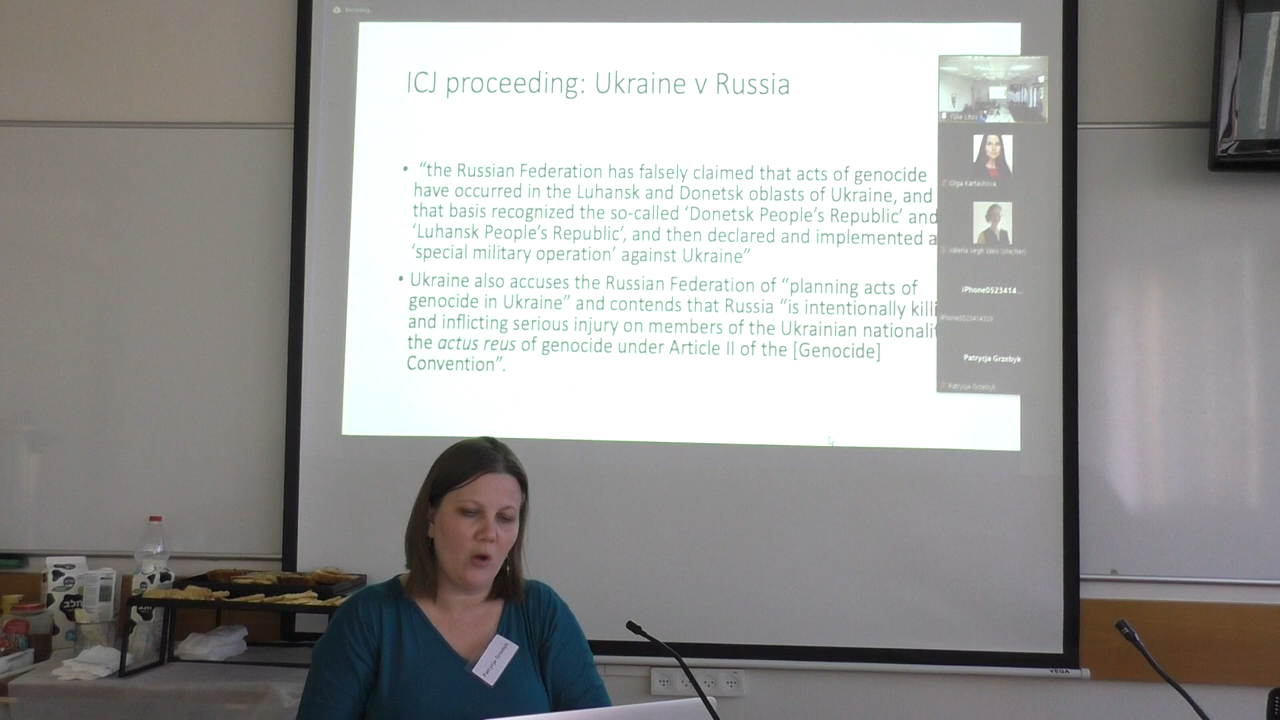 Recording...
ICJ proceeding: Ukraine v Russia
• “the Russian Federation has falsely claimed that acts of genocide
have occurred in the Luhansk and Donetsk oblasts of Ukraine, and
that basis recognized the so-called ‘Donetsk People’s Republic’ and
‘Luhansk People’s Republic’, and then declared and implemented a
‘special military operation’ against Ukraine”
• Ukraine also accuses the Russian Federation of “planning acts of
genocide in Ukraine” and contends that Russia “is intentionally killi
and inflicting serious injury on members of the Ukrainian nationalit
the actus reus of genocide under Article II of the [Genocide]
Convention”.
Olga Kartashova
iPhone0523414...
Patrycja Grzebyk
Patrycja Grzebyk
Patrycja Grzebyk
חלב
VEGA